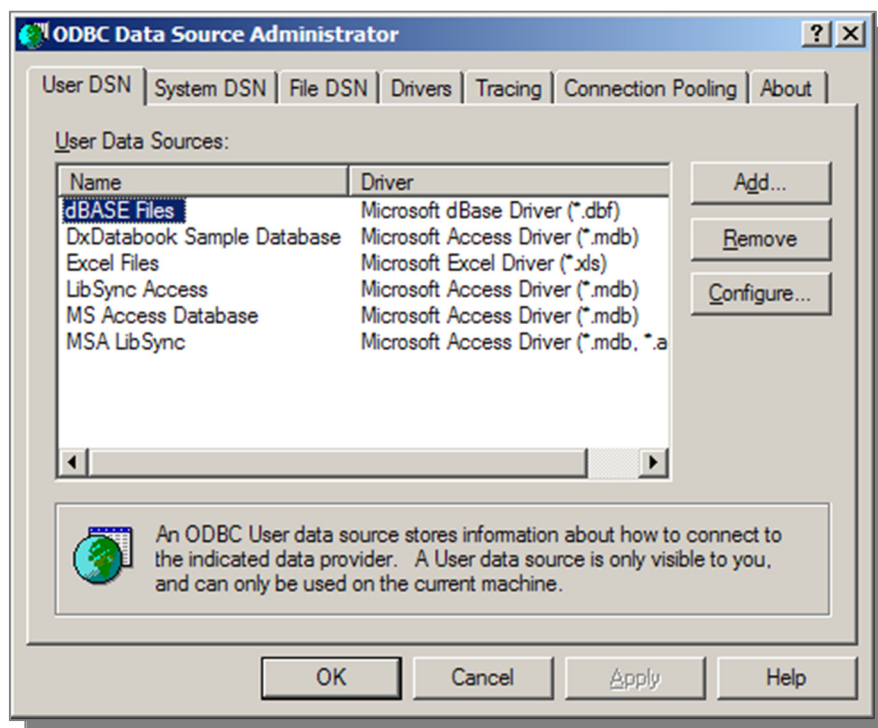 ODBC Data Source Administrator
User DSN System DSN File DSN Drivers Tracing Connection Pooling About
User Data Sources:
Name Driver
dBASE Files Microsoft dBase Driver (*.dbf)
DxDatabook Sample Database Microsoft Access Driver (*.mdb)
Excel Files Microsoft Excel Driver (*.xls)
LibSync Access Microsoft Access Driver (*.mdb)
MS Access Database Microsoft Access Driver (*.mdb)
MSA LibSync Microsoft Access Driver (*.mdb, *.a
Add...
Remove
Configure...
An ODBC User data source stores information about how to connect to
the indicated data provider. A User data source is only visible to you,
and can only be used on the current machine.
OK Cancel Apply Help